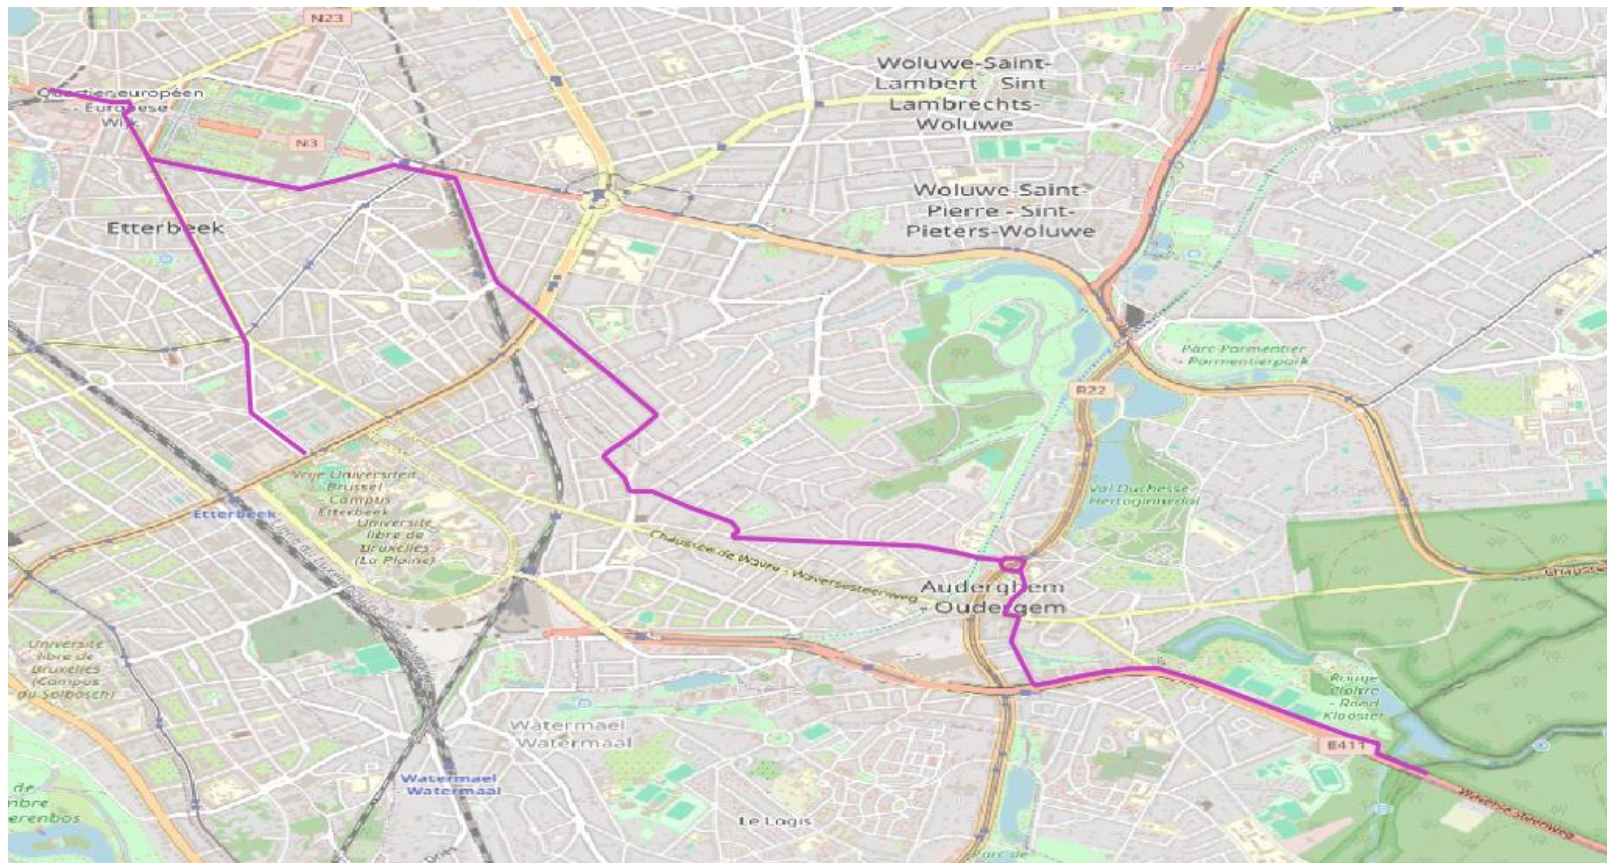 N23
Quartier européen
- Europese
Wijk
N3
Etterbeek
Woluwe-Saint-
Lambert - Sint
Lambrechts-
Woluwe
Woluwe-Saint-
Pierre - Sint-
Pieters-Woluwe
Parc Parmentier
- Parmentierpark
R22
Vrije Universiteit
Brussel
- Campus
Etterbeek
Université
libre de
Bruxelles
(La Plaine)
Etterbeek
Val Duchesse -
Hertoginnedal
Chaussée de Wavre - Waversesteenweg
Auderghem
- Oudergem
Université
libre de
Bruxelles
(Campus
du Solbosch)
Rouge
Cloître
- Rood
Klooster
E411
Watermael
Watermaal
Watermael
Watermaal
Le Logis
Waversesteenweg
Parc de